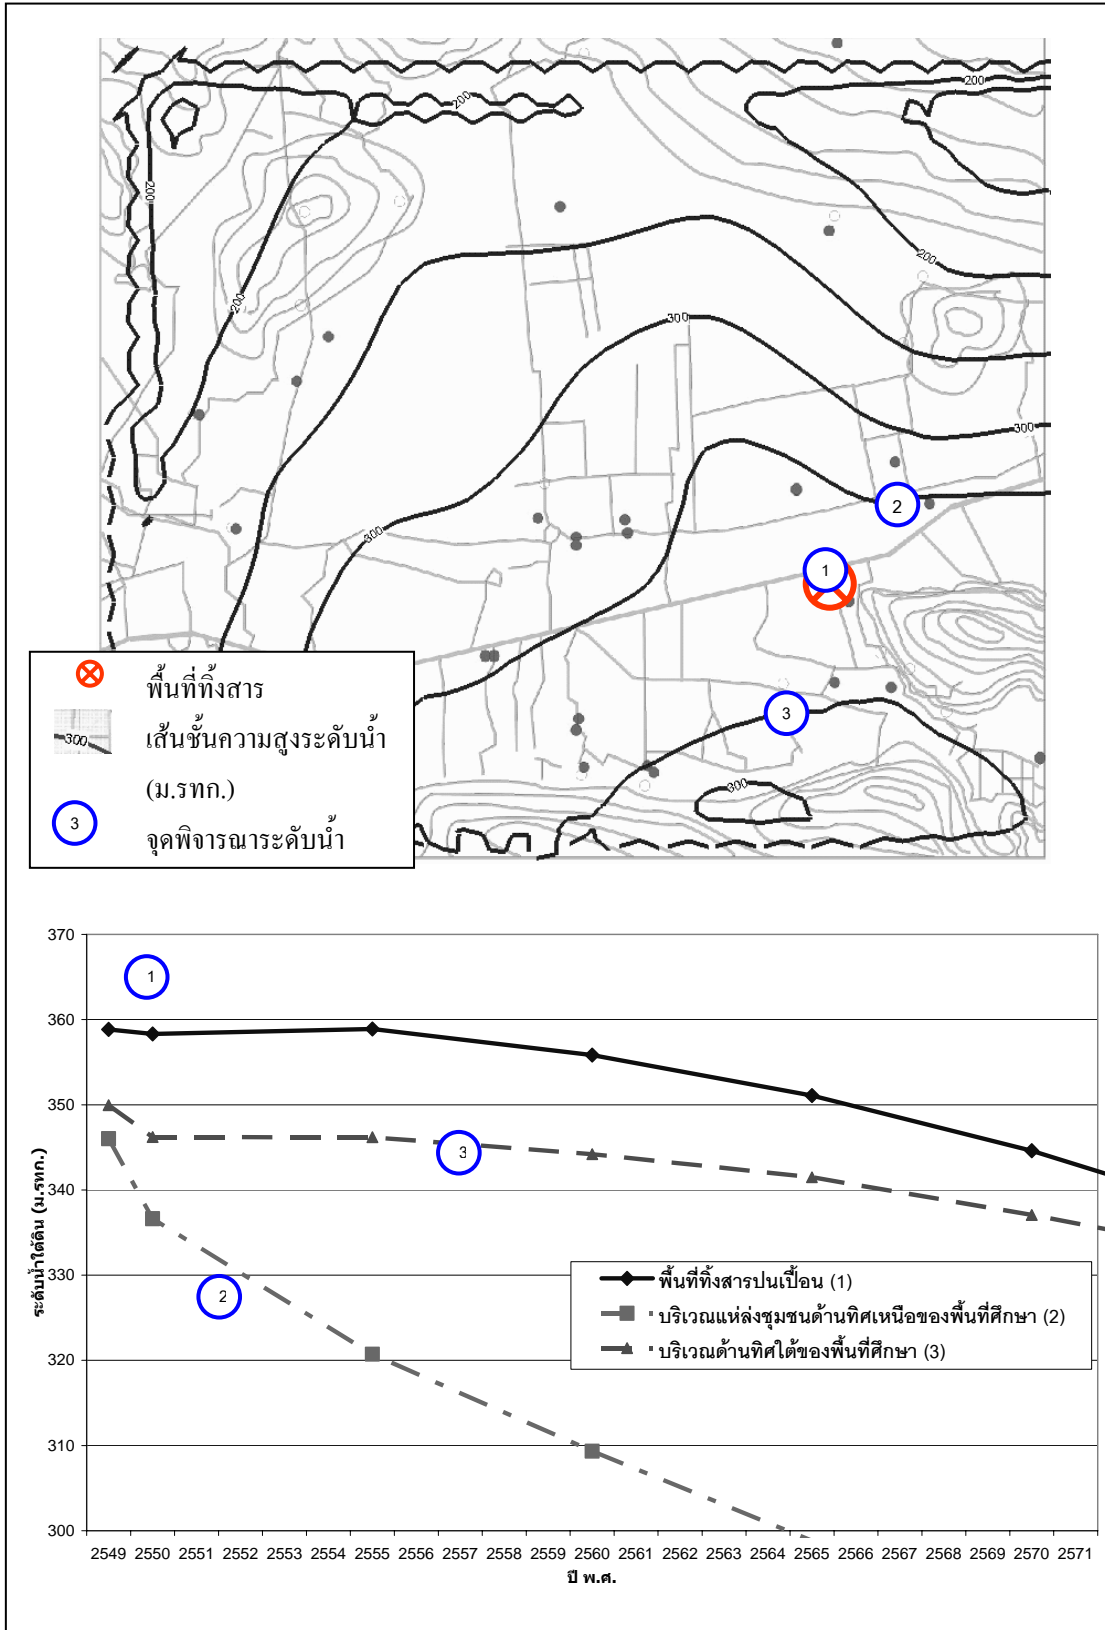 200
200
200
200
200
300
300
300
2
1
3
300
พื้นที่ทิ้งสาร
300
เส้นชั้นความสูงระดับน้ำ
(ม.รทก.)
3
จุดพิจารณาระดับน้ำ
370
360
350
340
330
320
310
300
ระดับน้ำใต้ดิน (ม.รทก.)
1
3
2
พื้นที่ทิ้งสารปนเปื้อน (1)
บริเวณแห่ล่งชุมชนด้านทิศเหนือของพื้นที่ศึกษา (2)
บริเวณด้านทิศใต้ของพื้นที่ศึกษา (3)
2549 2550 2551 2552 2553 2554 2555 2556 2557 2558 2559 2560 2561 2562 2563 2564 2565 2566 2567 2568 2569 2570 2571
ปี พ.ศ.